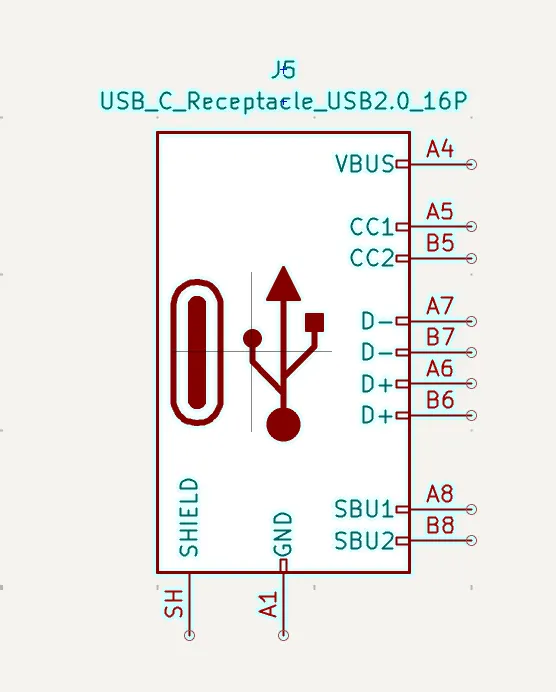 J5
USB_C_Receptacle_USB2.0_16P
VBUS A4
CC1 A5
CC2 B5
D- A7
D- B7
D+ A6
D+ B6
SBU1 A8
SBU2 B8
SHIELD
GND
SH
A1